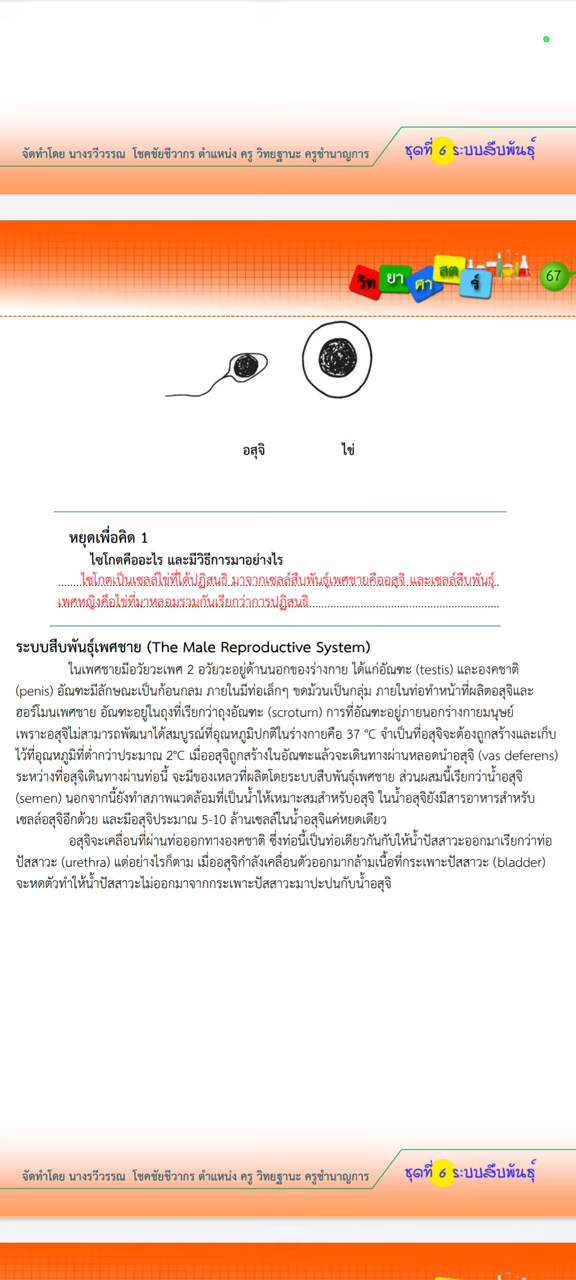 จัดทำโดย นางรวีวรรณ โชคชัยชีวากร ตำแหน่ง ครู วิทยฐานะ ครูชำนาญการ
ชุดที่ 6 ระบบสืบพันธุ์
วิท ยา ศา สต ร์
67
อสุจิ ไข่
หยุดเพื่อคิด 1
ไซโกตคืออะไร และมีวิธีการมาอย่างไร
........ไซโกตเป็นเซลล์ไข่ที่ได้ปฏิสนธิ มาจากเซลล์สืบพันธุ์เพศชายคืออสุจิ และเซลล์สืบพันธุ์..
เพศหญิงคือไข่ที่มาหลอมรวมกันเรียกว่าการปฏิสนธิ..................................................
ระบบสืบพันธุ์เพศชาย (The Male Reproductive System)
ในเพศชายมีอวัยวะเพศ 2 อวัยวะอยู่ด้านนอกของร่างกาย ได้แก่อัณฑะ (testis) และองคชาติ
(penis) อัณฑะมีลักษณะเป็นก้อนกลม ภายในมีท่อเล็กๆ ขดม้วนเป็นกลุ่ม ภายในท่อทำหน้าที่ผลิตอสุจิและ
ฮอร์โมนเพศชาย อัณฑะอยู่ในถุงที่เรียกว่าถุงอัณฑะ (scrotum) การที่อัณฑะอยู่ภายนอกร่างกายมนุษย์
เพราะอสุจิไม่สามารถพัฒนาได้สมบูรณ์ที่อุณหภูมิปกติในร่างกายคือ 37 °C จำเป็นที่อสุจิจะต้องถูกสร้างและเก็บ
ไว้ที่อุณหภูมิที่ต่ำกว่าประมาณ 2°C เมื่ออสุจิถูกสร้างในอัณฑะแล้วจะเดินทางผ่านหลอดนำอสุจิ (vas deferens)
ระหว่างที่อสุจิเดินทางผ่านท่อนี้ จะมีของเหลวที่ผลิตโดยระบบสืบพันธุ์เพศชาย ส่วนผสมนี้เรียกว่าน้ำอสุจิ
(semen) นอกจากนี้ยังทำสภาพแวดล้อมที่เป็นน้ำให้เหมาะสมสำหรับอสุจิ ในน้ำอสุจิยังมีสารอาหารสำหรับ
เซลล์อสุจิอีกด้วย และมีอสุจิประมาณ 5-10 ล้านเซลล์ในน้ำอสุจิแค่หยดเดียว
อสุจิจะเคลื่อนที่ผ่านท่อออกทางองคชาติ ซึ่งท่อนี้เป็นท่อเดียวกันกับให้น้ำปัสสาวะออกมาเรียกว่าท่อ
ปัสสาวะ (urethra) แต่อย่างไรก็ตาม เมื่ออสุจิกำลังเคลื่อนตัวออกมากล้ามเนื้อที่กระเพาะปัสสาวะ (bladder)
จะหดตัวทำให้น้ำปัสสาวะไม่ออกมาจากกระเพาะปัสสาวะมาปะปนกับน้ำอสุจิ
จัดทำโดย นางรวีวรรณ โชคชัยชีวากร ตำแหน่ง ครู วิทยฐานะ ครูชำนาญการ
ชุดที่ 6 ระบบสืบพันธุ์